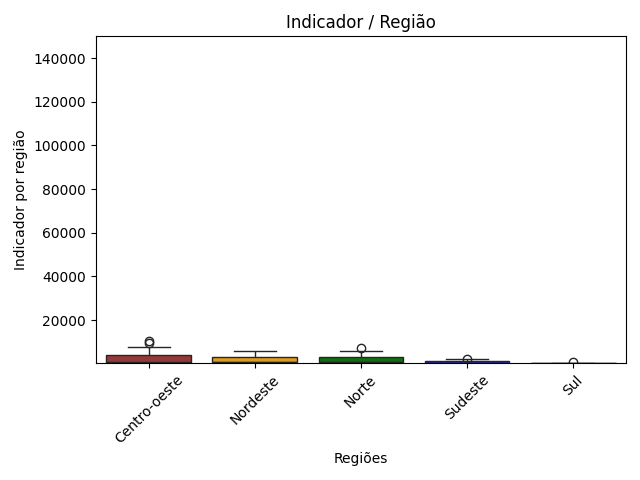 Indicador / Região
Indicador por região
140000
120000
100000
80000
60000
40000
20000
Centro-oeste
Nordeste
Norte
Sudeste
Sul
Regiões